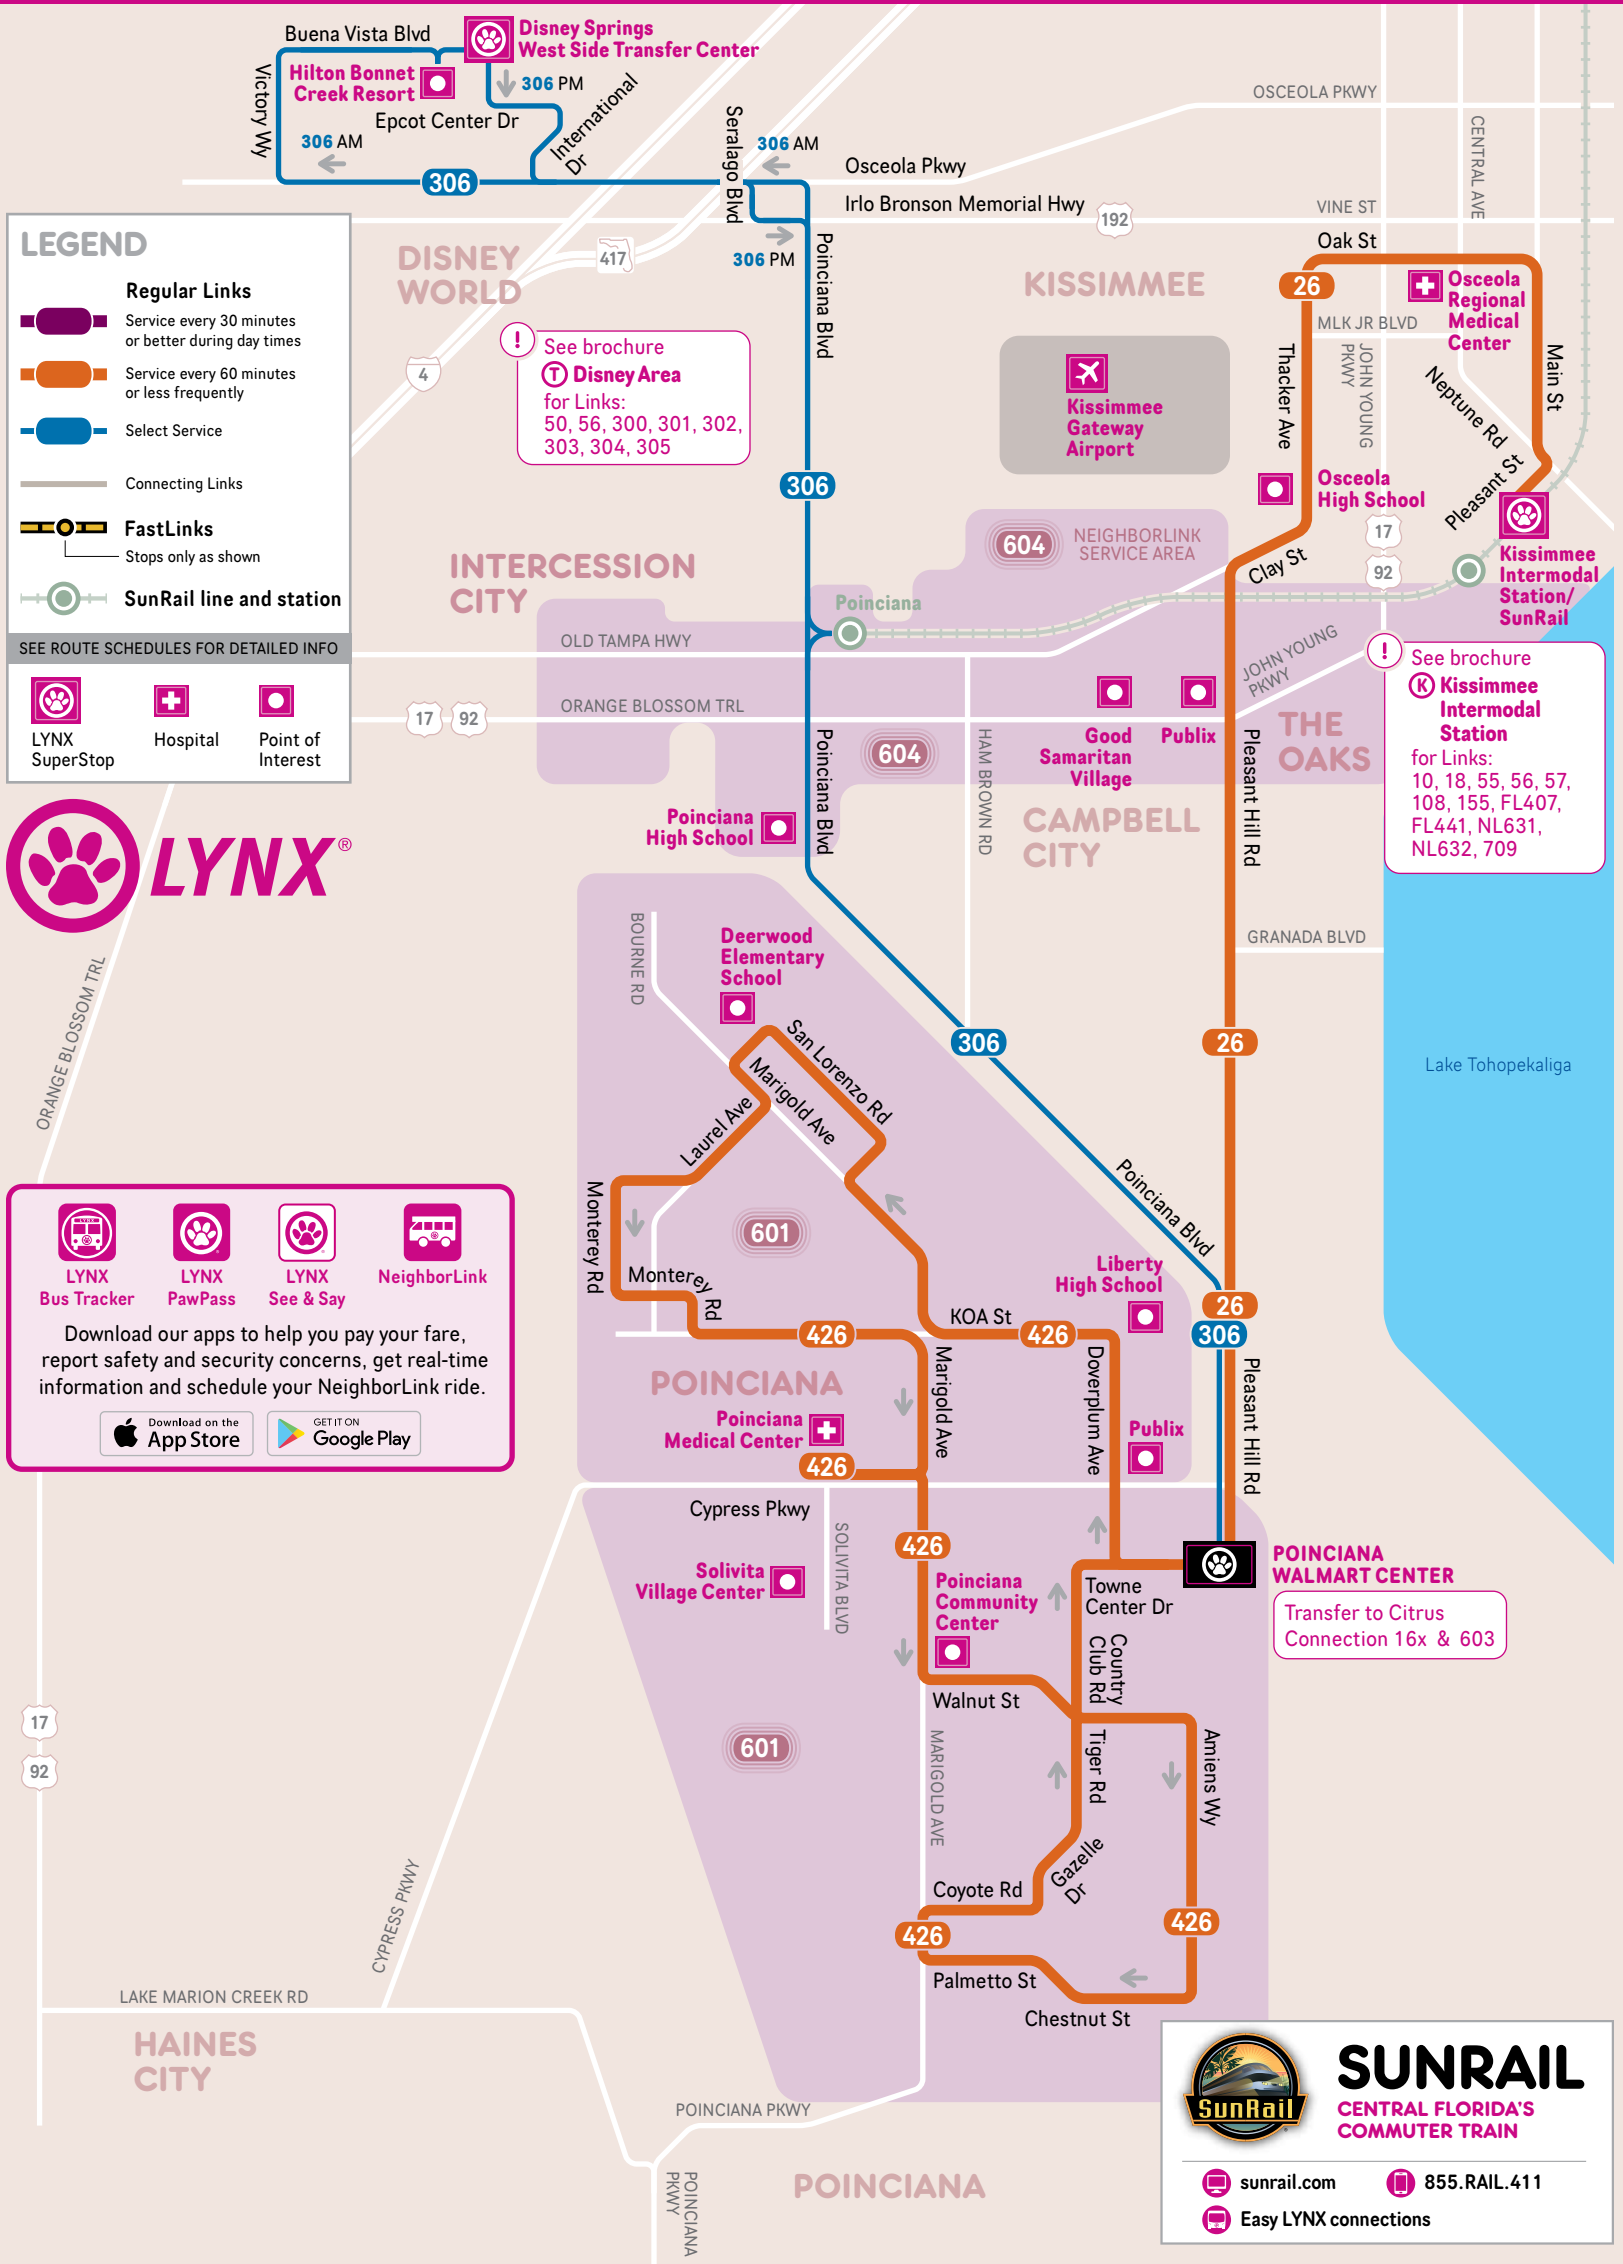 Buena Vista Blvd
Disney Springs
West Side Transfer Center
Hilton Bonnet
Creek Resort
306 PM
Victory Wy
Epcot Center Dr
International
Dr
306 AM
306
Seralago Blvd
306 AM
Osceola Pkwy
OSCEOLA PKWY
CENTRAL AVE
Irlo Bronson Memorial Hwy
192
VINE ST
306 PM
Oak St
LEGEND
Regular Links
Service every 30 minutes
or better during day times
Service every 60 minutes
or less frequently
Select Service
Connecting Links
FastLinks
Stops only as shown
SunRail line and station
SEE ROUTE SCHEDULES FOR DETAILED INFO
LYNX
SuperStop
Hospital
Point of
Interest
DISNEY
WORLD
417
4
Poinciana Blvd
KISSIMMEE
26
Osceola
Regional
Medical
Center
MLK JR BLVD
JOHN YOUNG
PKWY
Thacker Ave
Main St
Neptune Rd
Pleasant St
!
See brochure
T Disney Area
for Links:
50, 56, 300, 301, 302,
303, 304, 305
Kissimmee
Gateway
Airport
306
Osceola
High School
17
92
Kissimmee
Intermodal
Station/
SunRail
604
NEIGHBORLINK
SERVICE AREA
Clay St
INTERCESSION
CITY
Poinciana
OLD TAMPA HWY
JOHN YOUNG
PKWY
!
See brochure
K Kissimmee
Intermodal
Station
for Links:
10, 18, 55, 56, 57,
108, 155, FL407,
FL441, NL631,
NL632, 709
17
92
ORANGE BLOSSOM TRL
604
Poinciana Blvd
HAM BROWN RD
Good
Samaritan
Village
Publix
Pleasant Hill Rd
THE
OAKS
Poinciana
High School
CAMPBELL
CITY
LYNX®
BOURNE RD
Deerwood
Elementary
School
GRANADA BLVD
ORANGE BLOSSOM TRL
306
26
Lake Tohopekaliga
San Lorenzo Rd
Marigold Ave
Laurel Ave
Poinciana Blvd
Monterey Rd
601
Monterey Rd
Liberty
High School
LYNX
Bus Tracker
LYNX
PawPass
LYNX
See & Say
NeighborLink
Download our apps to help you pay your fare,
report safety and security concerns, get real-time
information and schedule your NeighborLink ride.
Download on the
App Store
GET IT ON
Google Play
26
306
KOA St
426
426
Marigold Ave
Doverplum Ave
Pleasant Hill Rd
POINCIANA
Poinciana
Medical Center
426
Publix
Cypress Pkwy
SOLIVITA BLVD
426
Solivita
Village Center
Poinciana
Community
Center
Towne
Center Dr
POINCIANA
WALMART CENTER
Transfer to Citrus
Connection 16x & 603
Country
Club Rd
Walnut St
17
92
601
MARIGOLD AVE
Tiger Rd
Amiens Wy
Gazelle
Dr
Coyote Rd
426
426
CYPRESS PKWY
Palmetto St
Chestnut St
LAKE MARION CREEK RD
HAINES
CITY
POINCIANA PKWY
POINCIANA
PKWY
POINCIANA
SunRail
SUNRAIL
CENTRAL FLORIDA'S
COMMUTER TRAIN
sunrail.com
855.RAIL.411
Easy LYNX connections